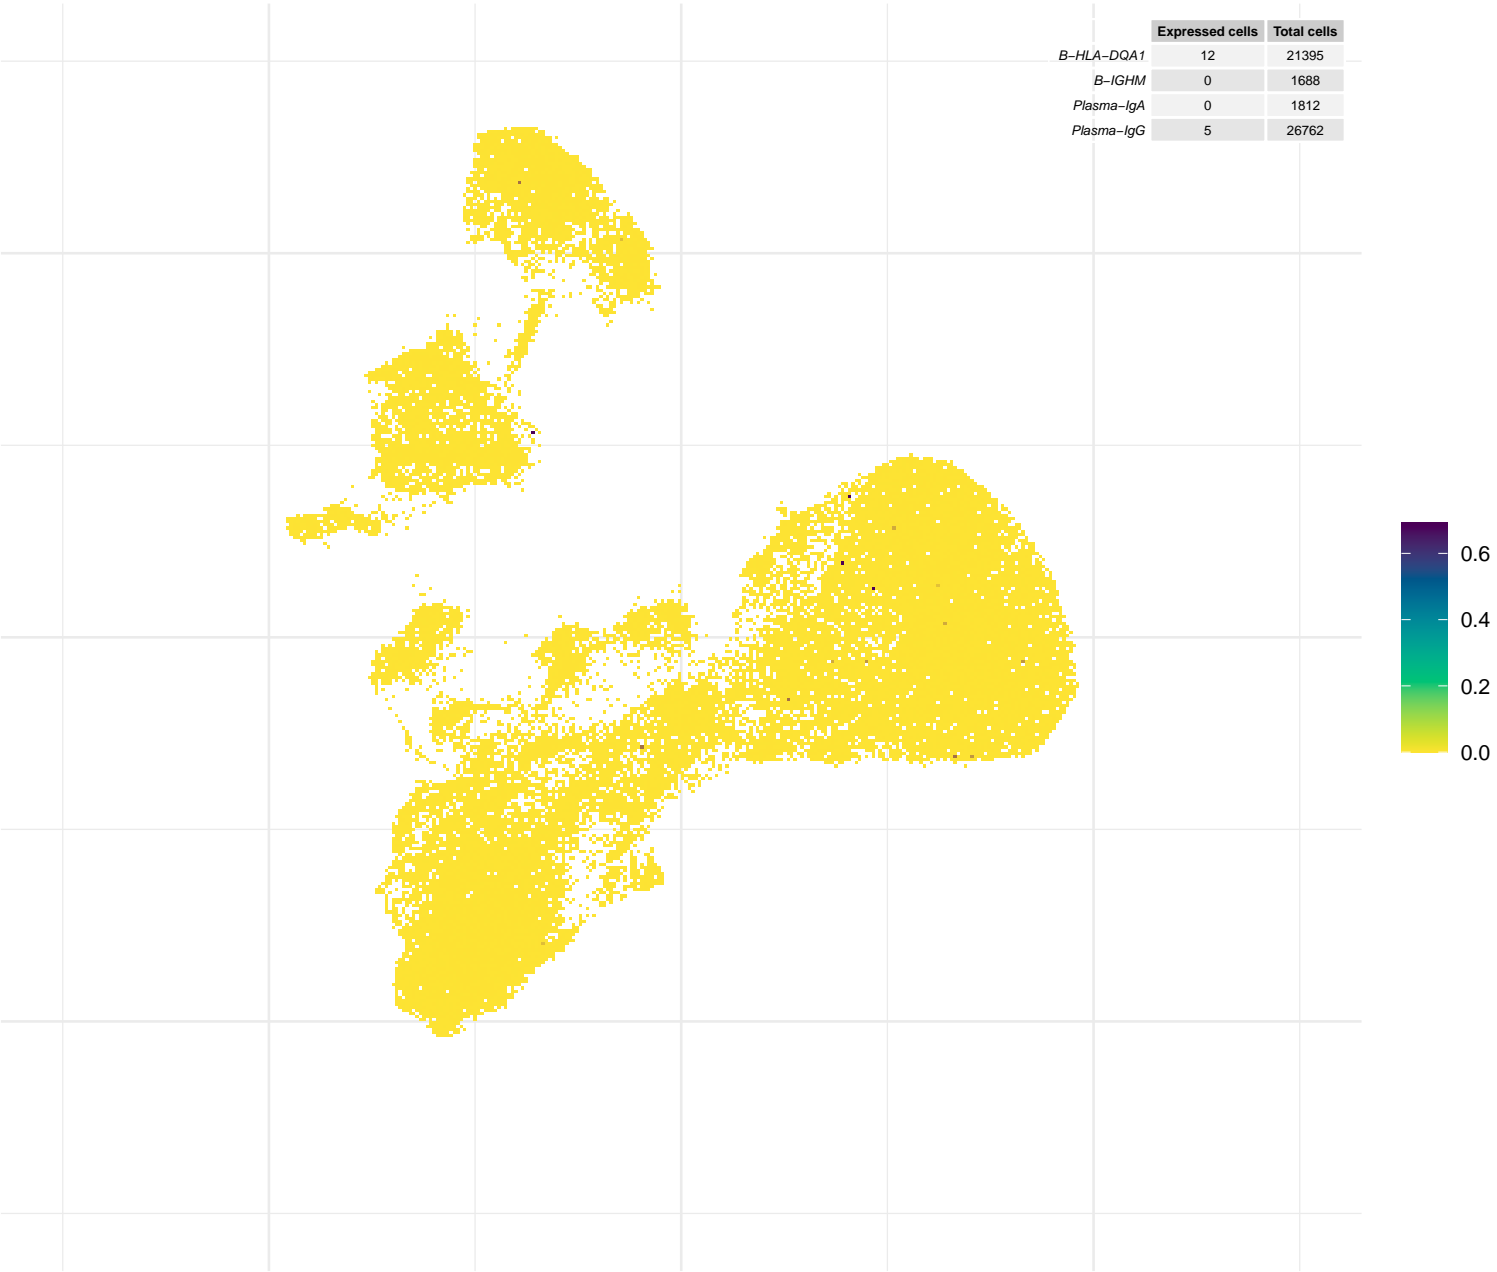 Expressed cells Total cells
B−HLA−DQA1 12 21395
B−IGHM 0 1688
Plasma−IgA 0 1812
Plasma−IgG 5 26762
0.6
0.4
0.2
0.0